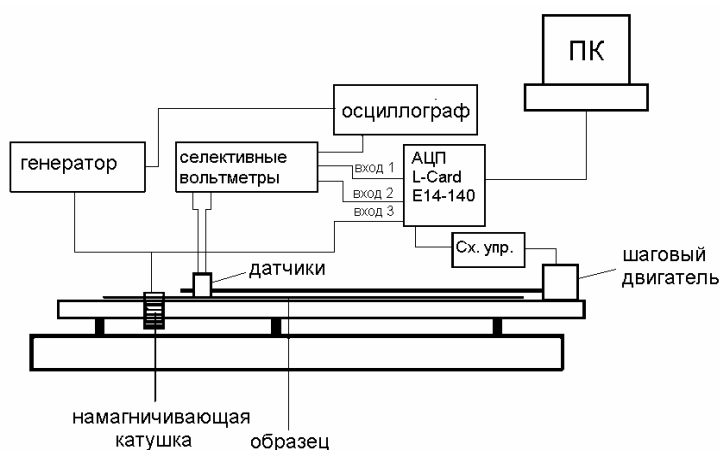 ПК
осциллограф
генератор
селективные
вольтметры
вход 1
вход 2
вход 3
АЦП
L-Card
E14-140
Сх. упр.
датчики
шаговый
двигатель
намагничивающая
катушка
образец